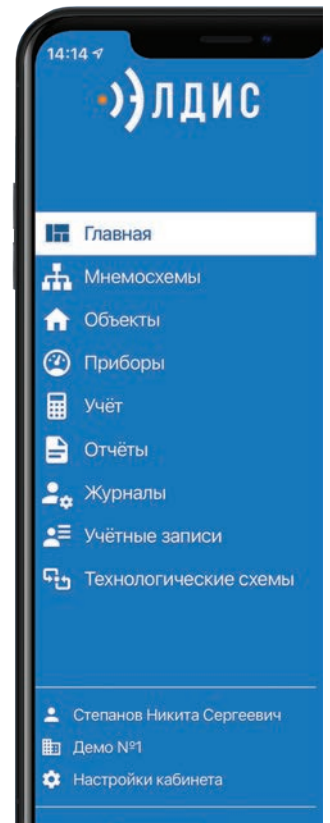 14:14
ЭЛДИС
Главная
Мнемосхемы
Объекты
Приборы
Учёт
Отчёты
Журналы
Учётные записи
Технологические схемы
Степанов Никита Сергеевич
Демо №1
Настройки кабинета